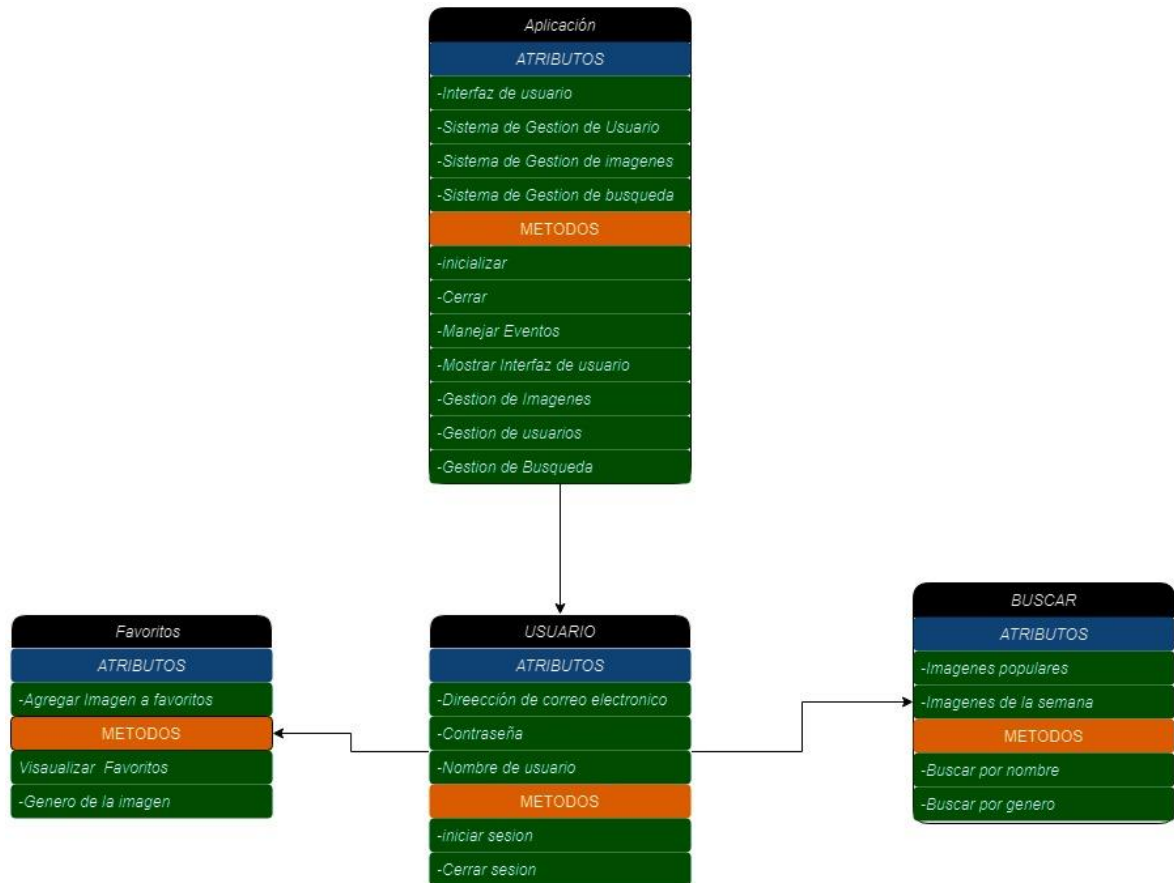 Aplicación
ATRIBUTOS
-Interfaz de usuario
-Sistema de Gestion de Usuario
-Sistema de Gestion de imagenes
-Sistema de Gestion de busqueda
METODOS
-inicializar
-Cerrar
-Manejar Eventos
-Mostrar Interfaz de usuario
-Gestion de Imagenes
-Gestion de usuarios
-Gestion de Busqueda
Favoritos
ATRIBUTOS
-Agregar Imagen a favoritos
METODOS
Visaualizar Favoritos
-Genero de la imagen
USUARIO
ATRIBUTOS
-Direección de correo electronico
-Contraseña
-Nombre de usuario
METODOS
-iniciar sesion
-Cerrar sesion
BUSCAR
ATRIBUTOS
-Imagenes populares
-Imagenes de la semana
METODOS
-Buscar por nombre
-Buscar por genero